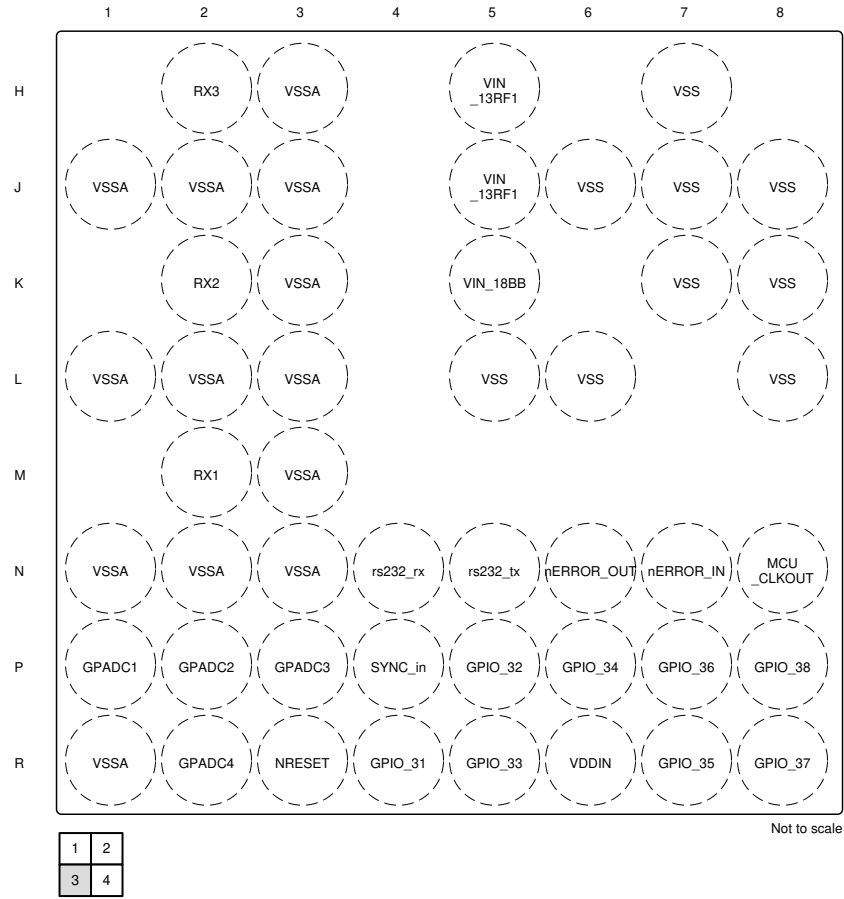 1 2 3 4 5 6 7 8
H RX3 VSSA VIN _13RF1 VSS
J VSSA VSSA VSSA VIN _13RF1 VSS VSS VSS
K RX2 VSSA VIN_18BB VSS VSS
L VSSA VSSA VSSA VSS VSS VSS
M RX1 VSSA
N VSSA VSSA VSSA rs232_rx rs232_tx nERROR_OUT nERROR_IN MCU _CLKOUT
P GPADC1 GPADC2 GPADC3 SYNC_in GPIO_32 GPIO_34 GPIO_36 GPIO_38
R VSSA GPADC4 NRESET GPIO_31 GPIO_33 VDDIN GPIO_35 GPIO_37
Not to scale
1 2
3 4